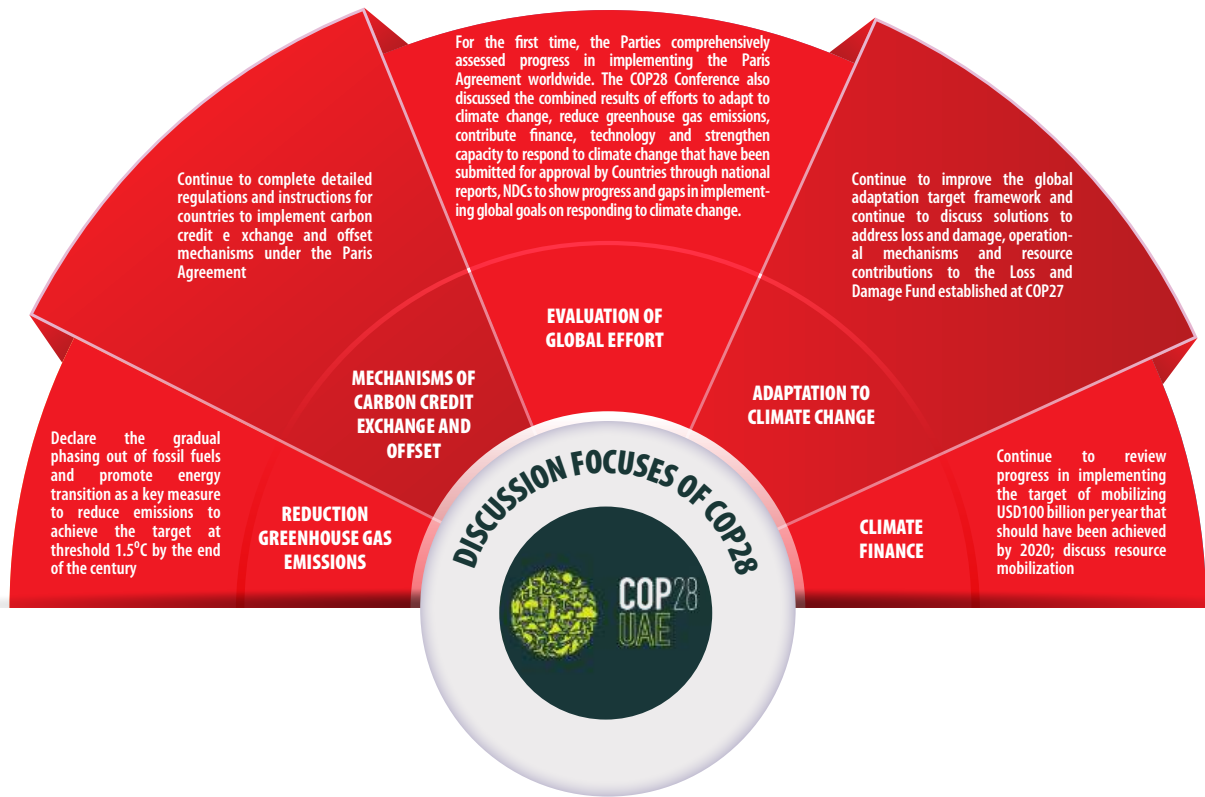 DISCUSSION FOCUSES OF COP28
COP28
UAE
REDUCTION
GREENHOUSE GAS
EMISSIONS
Declare the gradual
phasing out of fossil fuels
and promote energy
transition as a key measure
to reduce emissions to
achieve the target at
threshold 1.5°C by the end
of the century
MECHANISMS OF
CARBON CREDIT
EXCHANGE AND
OFFSET
Continue to complete detailed
regulations and instructions for
countries to implement carbon
credit e xchange and offset
mechanisms under the Paris
Agreement
EVALUATION OF
GLOBAL EFFORT
For the first time, the Parties comprehensively
assessed progress in implementing the Paris
Agreement worldwide. The COP28 Conference also
discussed the combined results of efforts to adapt to
climate change, reduce greenhouse gas emissions,
contribute finance, technology and strengthen
capacity to respond to climate change that have been
submitted for approval by Countries through national
reports, NDCs to show progress and gaps in implement-
ing global goals on responding to climate change.
ADAPTATION TO
CLIMATE CHANGE
Continue to improve the global
adaptation target framework and
continue to discuss solutions to
address loss and damage, operation-
al mechanisms and resource
contributions to the Loss and
Damage Fund established at COP27
CLIMATE
FINANCE
Continue to review
progress in implementing
the target of mobilizing
USD100 billion per year that
should have been achieved
by 2020; discuss resource
mobilization